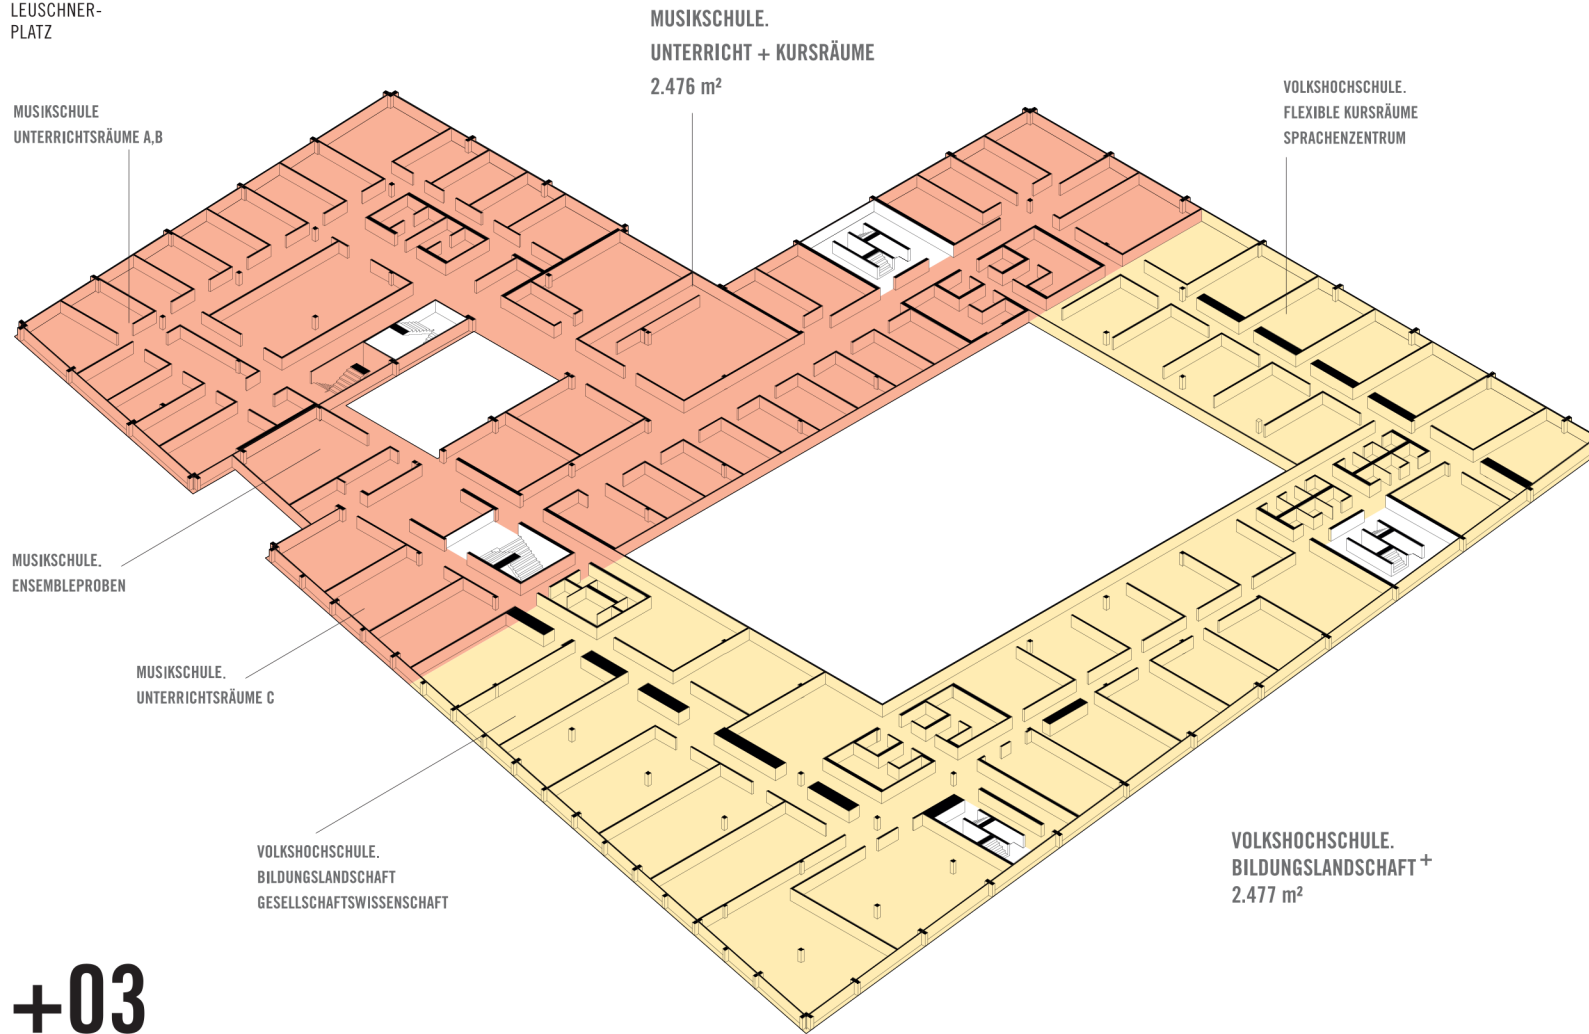 LEUSCHNER-
PLATZ
MUSIKSCHULE.
UNTERRICHT + KURSRÄUME
2.476 m²
MUSIKSCHULE
UNTERRICHTSRÄUME A,B
VOLKSHOCHSCHULE.
FLEXIBLE KURSRÄUME
SPRACHENZENTRUM
MUSIKSCHULE.
ENSEMBLEPROBEN
MUSIKSCHULE.
UNTERRICHTSRÄUME C
VOLKSHOCHSCHULE.
BILDUNGSLANDSCHAFT
GESELLSCHAFTSWISSENSCHAFT
VOLKSHOCHSCHULE.
BILDUNGSLANDSCHAFT +
2.477 m²
+03